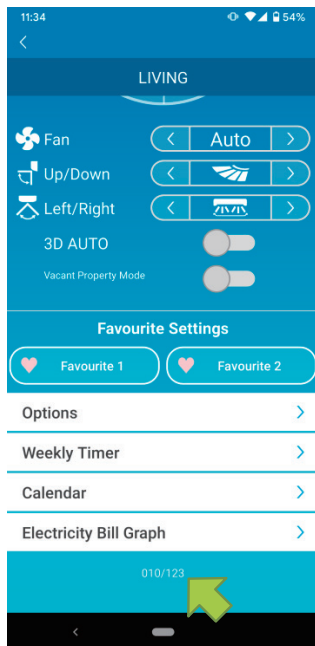 11:34
54%
LIVING
Fan
Auto
Up/Down
Left/Right
3D AUTO
Vacant Property Mode
Favourite Settings
Favourite 1
Favourite 2
Options
Weekly Timer
Calendar
Electricity Bill Graph
010/123